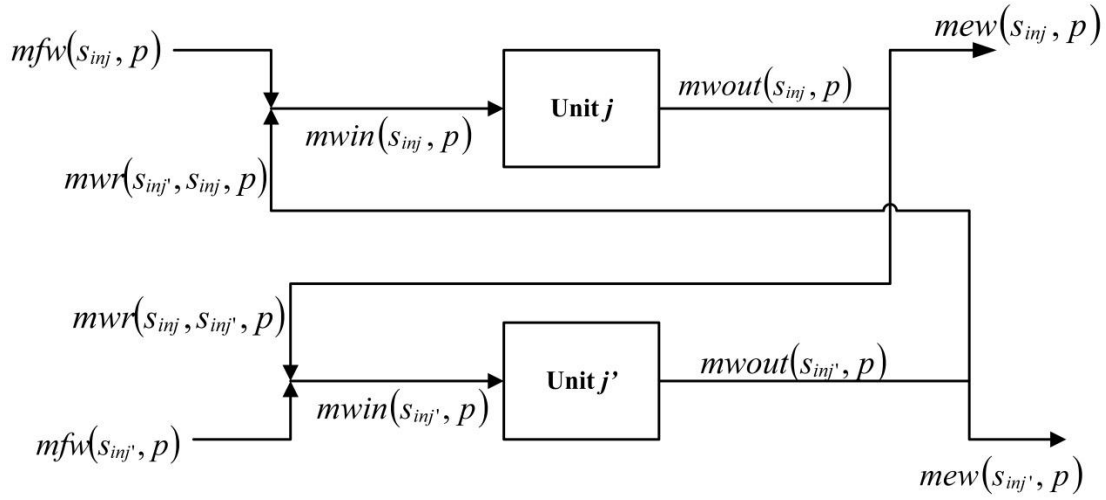 mfw(s_inj, p)
mew(s_inj, p)
Unit j
mwout(s_inj, p)
mwin(s_inj, p)
mwr(s_inj', s_inj, p)
mwr(s_inj, s_inj', p)
Unit j’
mwout(s_inj', p)
mwin(s_inj', p)
mfw(s_inj', p)
mew(s_inj', p)